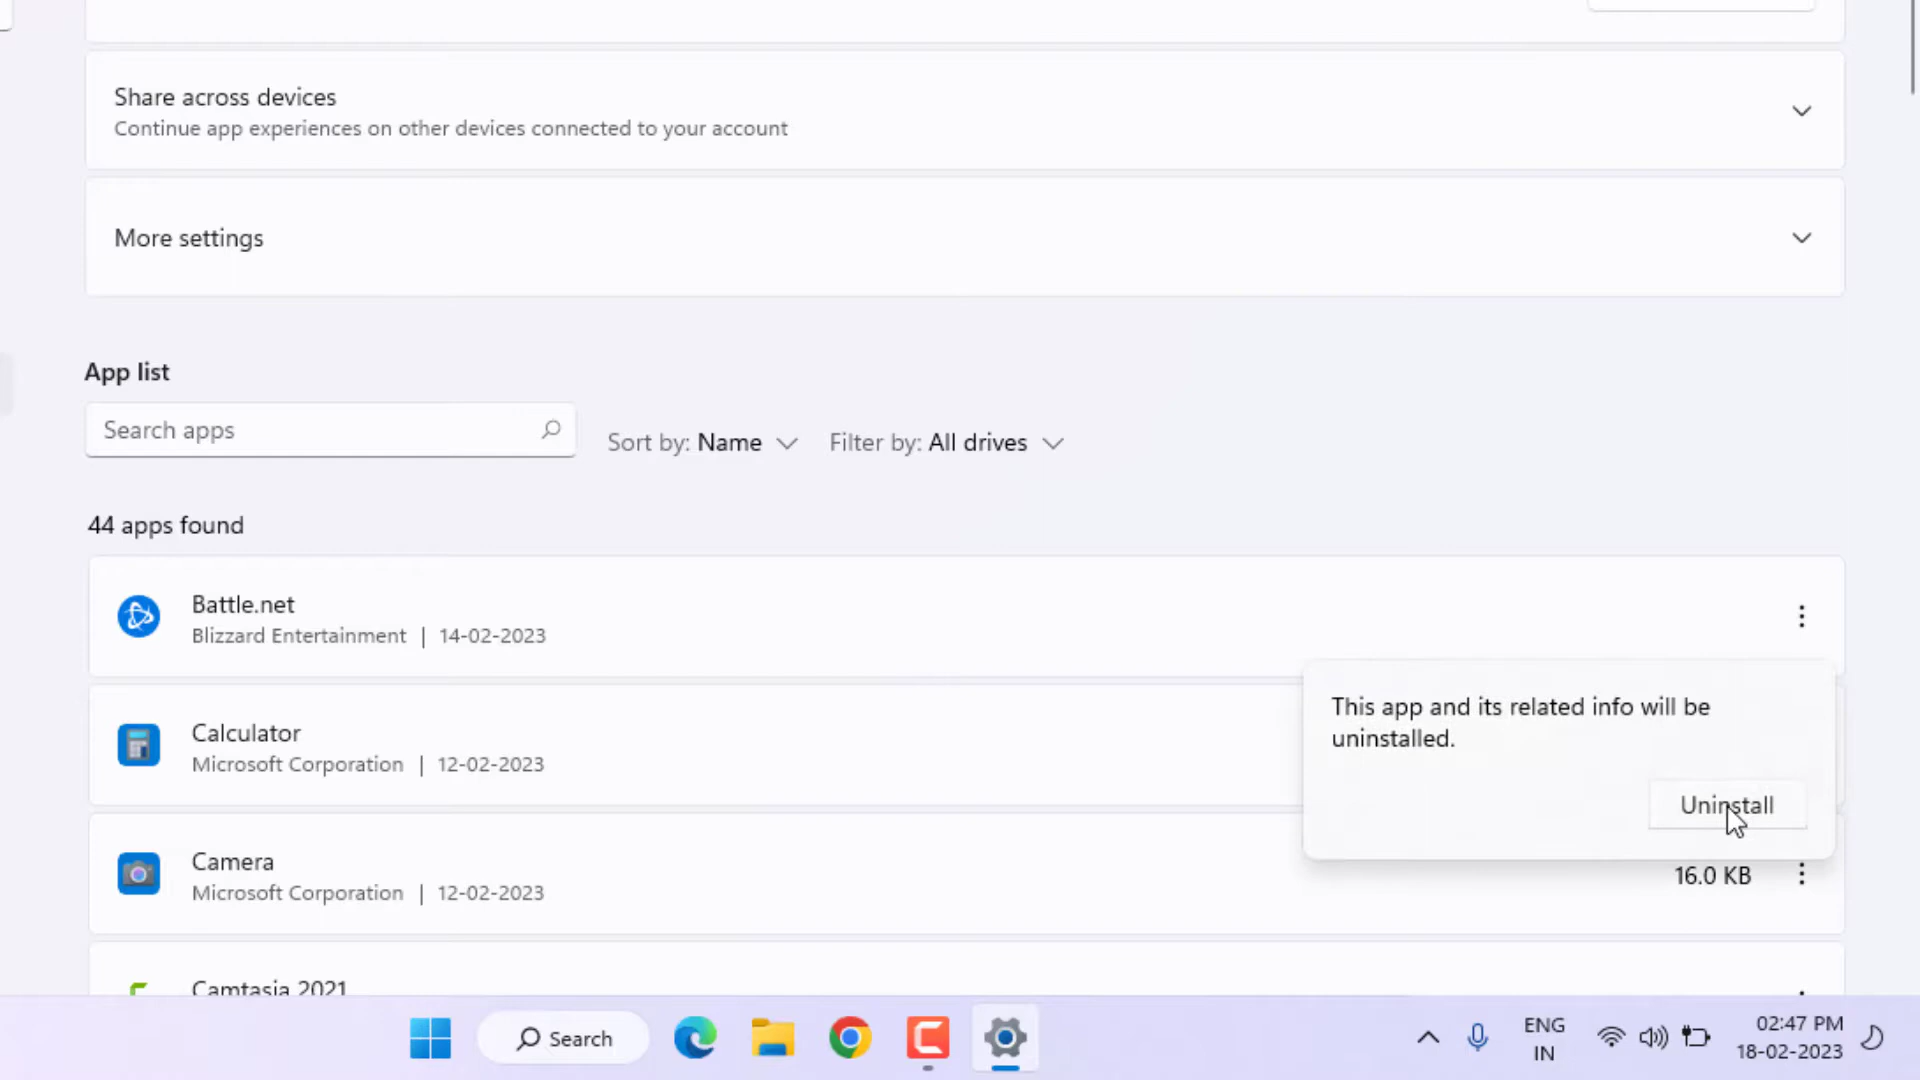 Share across devices
Continue app experiences on other devices connected to your account
More settings
App list
Search apps
Sort by: Name
Filter by: All drives
44 apps found
Battle.net
Blizzard Entertainment | 14-02-2023
This app and its related info will be
uninstalled.
Uninstall
Calculator
Microsoft Corporation | 12-02-2023
Camera
Microsoft Corporation | 12-02-2023
16.0 KB
Camtasia 2021
Search
ENG
IN
02:47 PM
18-02-2023